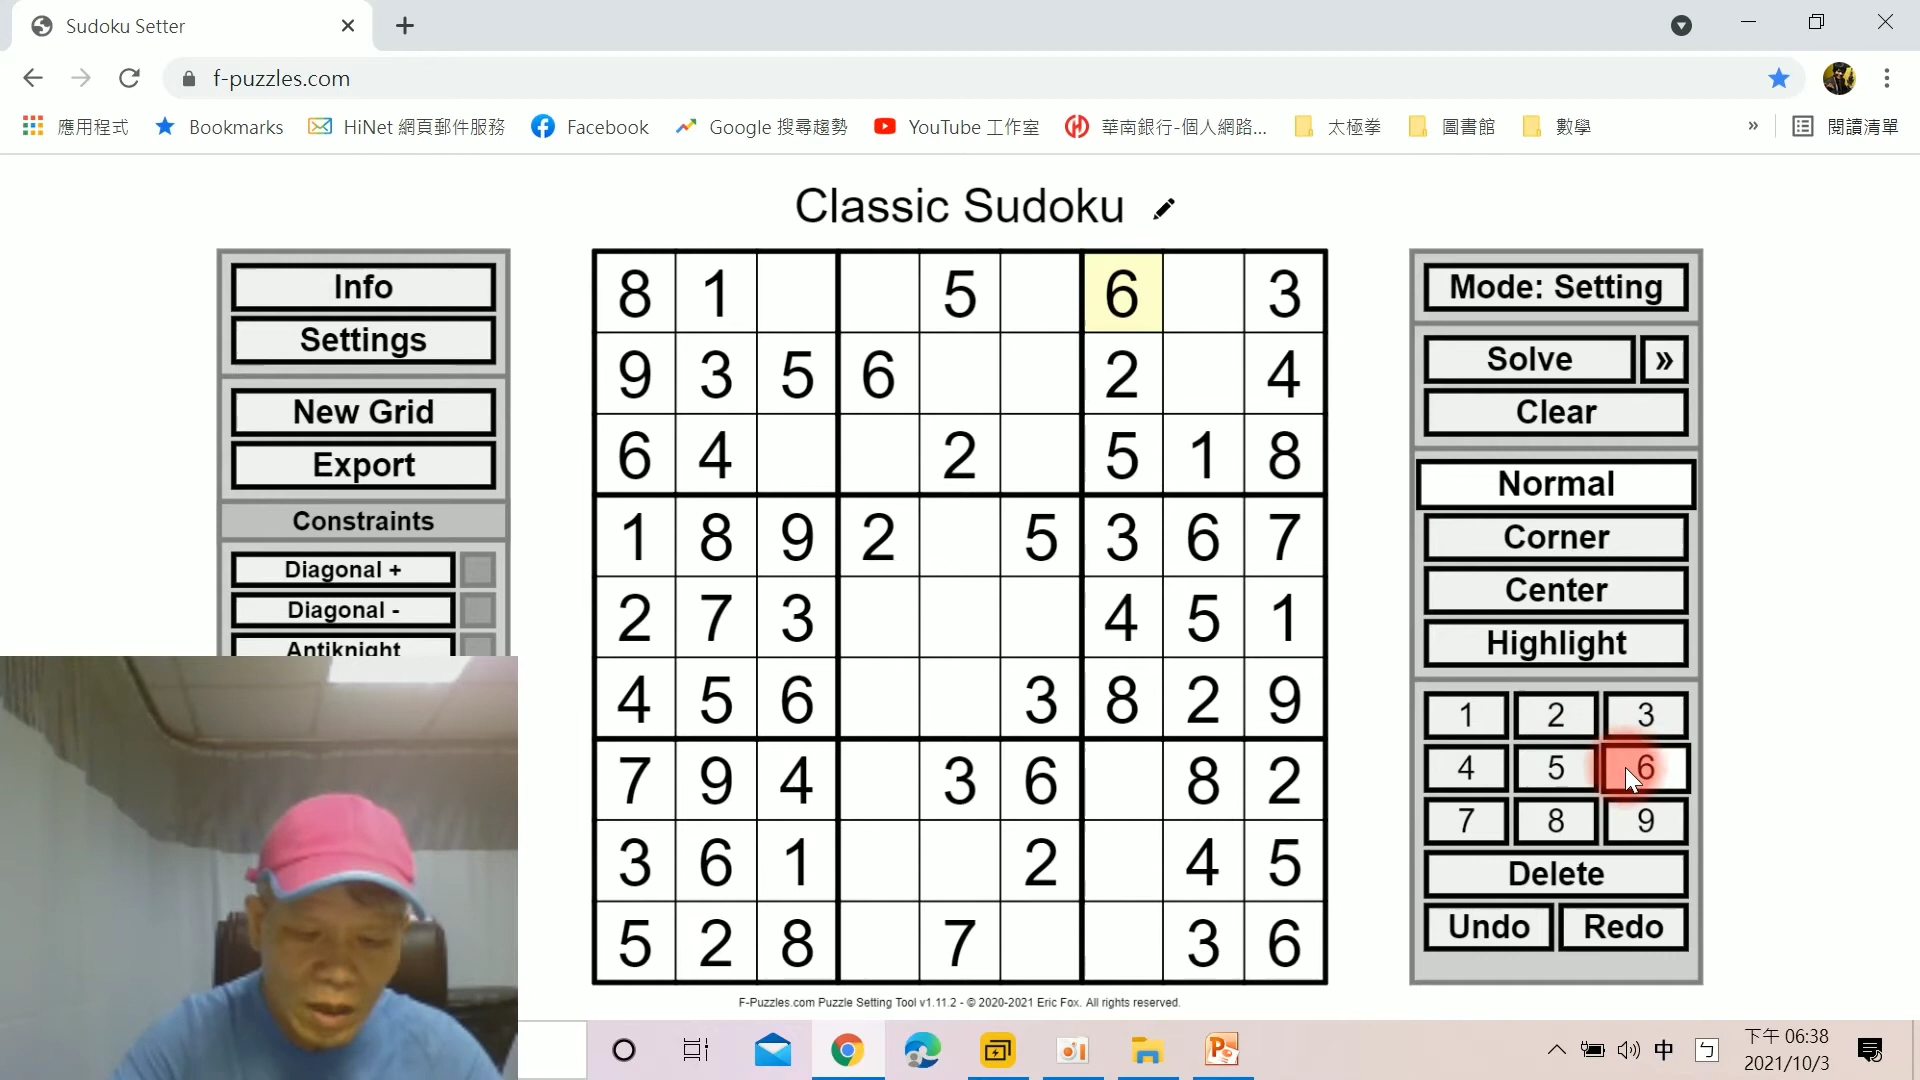 Sudoku Setter
f-puzzles.com
應用程式 Bookmarks HiNet 網頁郵件服務 Facebook Google 搜尋趨勢 YouTube 工作室 華南銀行-個人網路... 太極拳 圖書館 數學 » 閱讀清單
Classic Sudoku
Info
Settings
New Grid
Export
Constraints
Diagonal +
Diagonal -
Antiknight
8 1 5 6 3
9 3 5 6 2 4
6 4 2 5 1 8
1 8 9 2 5 3 6 7
2 7 3 4 5 1
4 5 6 3 8 2 9
7 9 4 3 6 8 2
3 6 1 2 4 5
5 2 8 7 3 6
F-Puzzles.com Puzzle Setting Tool v1.11.2 - © 2020-2021 Eric Fox. All rights reserved.
Mode: Setting
Solve »
Clear
Normal
Corner
Center
Highlight
1 2 3
4 5 6
7 8 9
Delete
Undo Redo
中 ㄅ 下午 06:38
2021/10/3